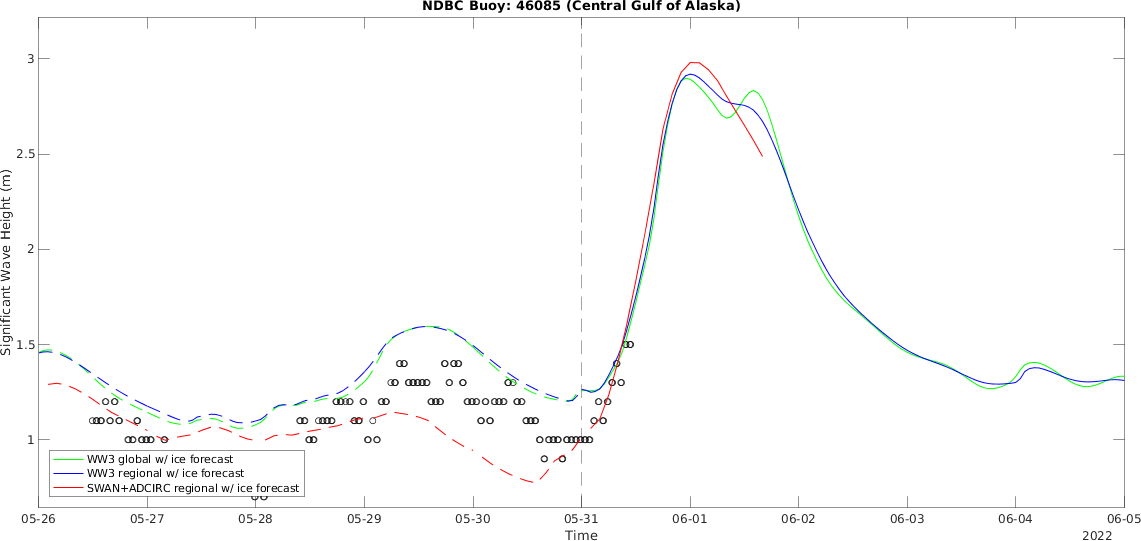 NDBC Buoy: 46085 (Central Gulf of Alaska)
Significant Wave Height (m)
3
2.5
2
1.5
1
WW3 global w/ ice forecast
WW3 regional w/ ice forecast
SWAN+ADCIRC regional w/ ice forecast
05-26 05-27 05-28 05-29 05-30 05-31 06-01 06-02 06-03 06-04 06-05
Time 2022